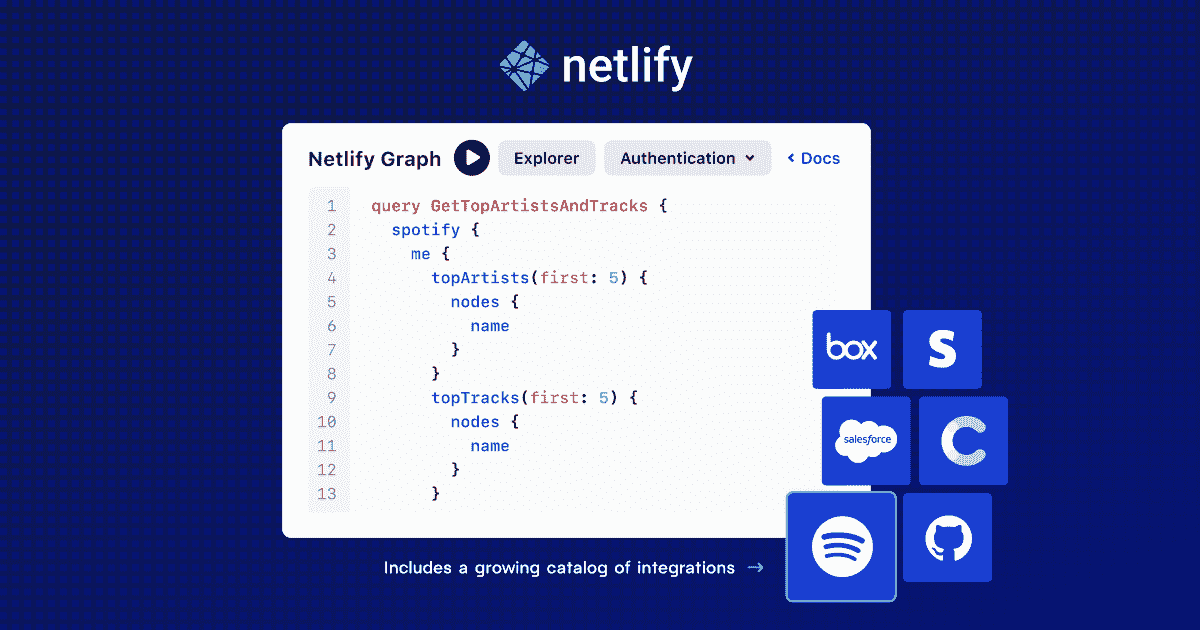 netlify
Netlify Graph Explorer Authentication Docs
1 query GetTopArtistsAndTracks {
2 spotify {
3 me {
4 topArtists(first: 5) {
5 nodes {
6 name
7 }
8 }
9 topTracks(first: 5) {
10 nodes {
11 name
12 }
13 }
box S
salesforce C
Includes a growing catalog of integrations →